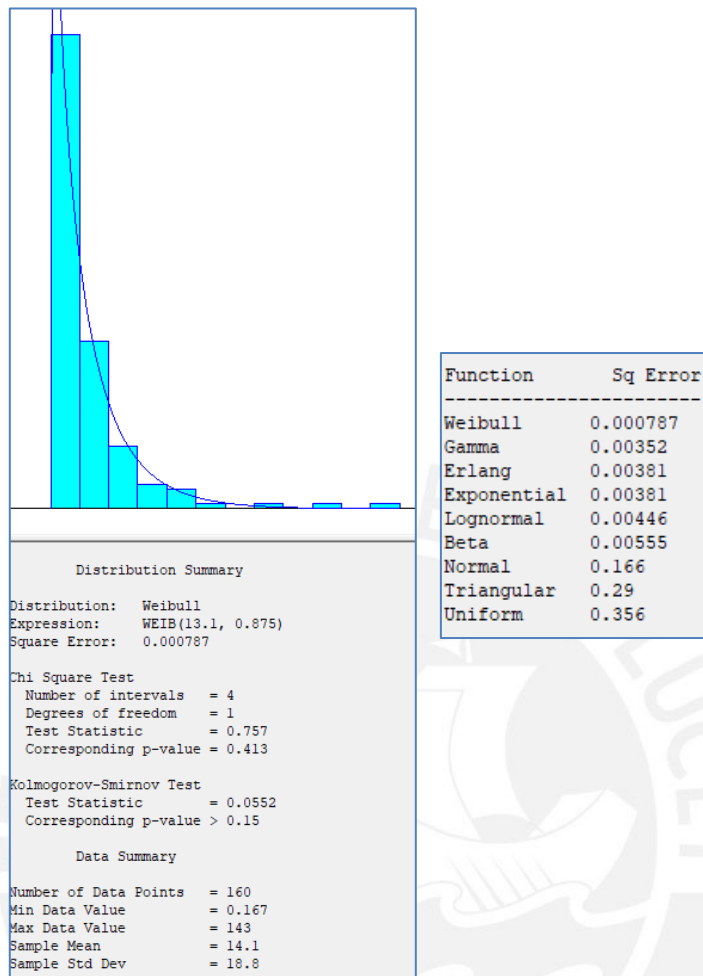 Distribution Summary
Distribution: Weibull
Expression: WEIB(13.1, 0.875)
Square Error: 0.000787
Chi Square Test
Number of intervals = 4
Degrees of freedom = 1
Test Statistic = 0.757
Corresponding p-value = 0.413
Kolmogorov-Smirnov Test
Test Statistic = 0.0552
Corresponding p-value > 0.15
Data Summary
Number of Data Points = 160
Min Data Value = 0.167
Max Data Value = 143
Sample Mean = 14.1
Sample Std Dev = 18.8
Function Sq Error
-----------------------
Weibull 0.000787
Gamma 0.00352
Erlang 0.00381
Exponential 0.00381
Lognormal 0.00446
Beta 0.00555
Normal 0.166
Triangular 0.29
Uniform 0.356